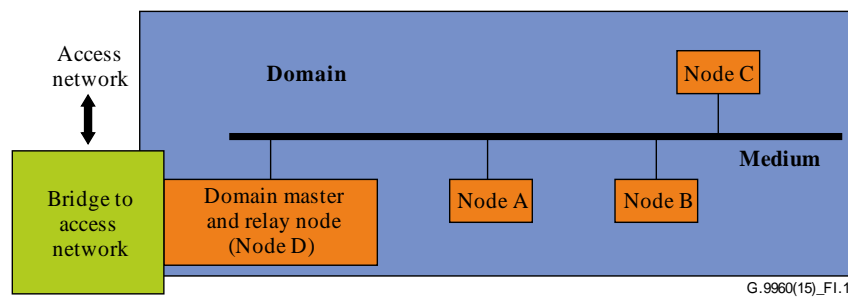 Access
network
Domain
Node C
Medium
Bridge to
access
network
Domain master
and relay node
(Node D)
Node A
Node B
G.9960(15)_FI.1